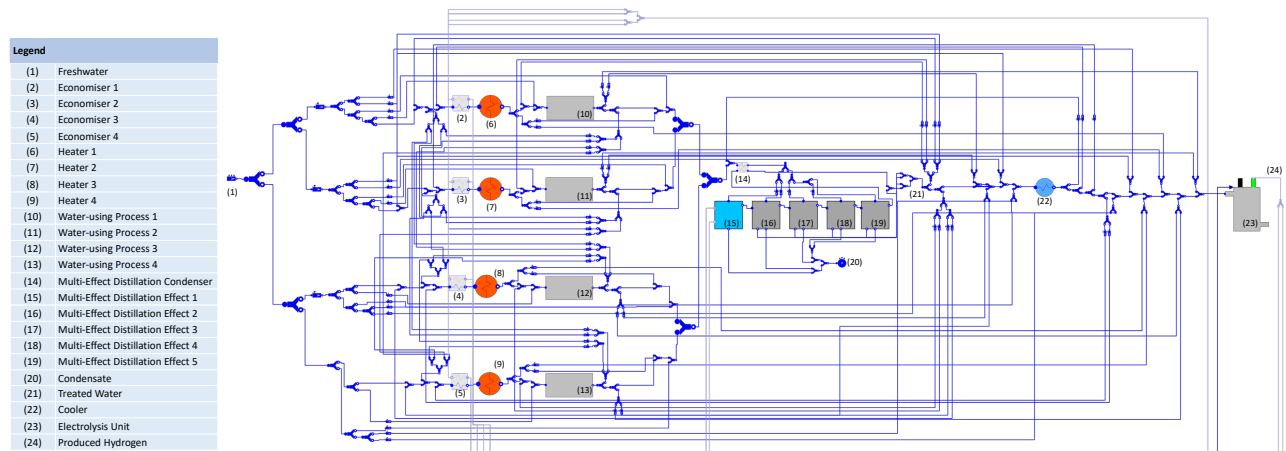 Legend
(1) Freshwater
(2) Economiser 1
(3) Economiser 2
(4) Economiser 3
(5) Economiser 4
(6) Heater 1
(7) Heater 2
(8) Heater 3
(9) Heater 4
(10) Water-using Process 1
(11) Water-using Process 2
(12) Water-using Process 3
(13) Water-using Process 4
(14) Multi-Effect Distillation Condenser
(15) Multi-Effect Distillation Effect 1
(16) Multi-Effect Distillation Effect 2
(17) Multi-Effect Distillation Effect 3
(18) Multi-Effect Distillation Effect 4
(19) Multi-Effect Distillation Effect 5
(20) Condensate
(21) Treated Water
(22) Cooler
(23) Electrolysis Unit
(24) Produced Hydrogen
(1)
(2)
(6)
(10)
(3)
(7)
(11)
(4)
(8)
(12)
(5)
(9)
(13)
(14)
(15)
(16)
(17)
(18)
(19)
(20)
(21)
(22)
(23)
(24)